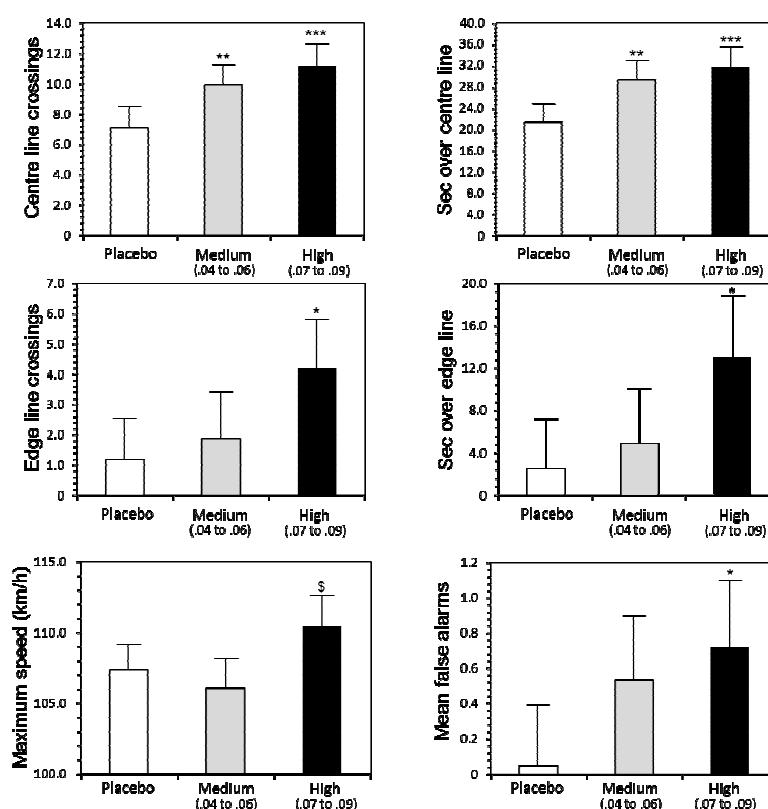 Centre line crossings
14.0
12.0
10.0
8.0
6.0
4.0
2.0
0
**
***
Placebo Medium High
(.04 to .06) (.07 to .09)
Sec over centre line
40.0
36.0
32.0
28.0
24.0
20.0
16.0
12.0
8.0
4.0
0
**
***
Placebo Medium High
(.04 to .06) (.07 to .09)
Edge line crossings
7.0
6.0
5.0
4.0
3.0
2.0
1.0
0
*
Placebo Medium High
(.04 to .06) (.07 to .09)
Sec over edge line
20.0
16.0
12.0
8.0
4.0
0
*
Placebo Medium High
(.04 to .06) (.07 to .09)
Maximum speed (km/h)
115.0
110.0
105.0
100.0
$
Placebo Medium High
(.04 to .06) (.07 to .09)
Mean false alarms
1.2
1.0
0.8
0.6
0.4
0.2
0
*
Placebo Medium High
(.04 to .06) (.07 to .09)